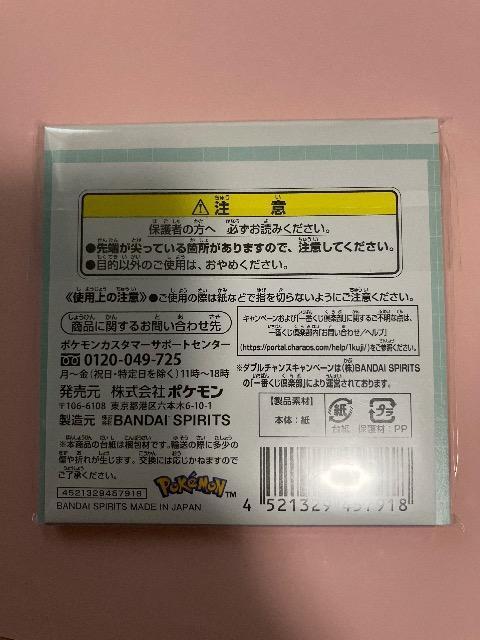 ⚠注意
保護者の方へ 必ずお読みください。
●先端が尖っている箇所がありますので、注意してください。
●目的以外のご使用は、おやめください。
《使用上の注意》●ご使用の際は紙などで指を切らないようにご注意ください。
商品に関するお問い合わせ先
ポケモンカスタマーサポートセンター
0120-049-725
月～金(祝日・特定日を除く)11時～18時
発売元 株式会社ポケモン
〒106-6108 東京都港区六本木6-10-1
製造元 株式会社BANDAI SPIRITS
キャンペーンおよび「一番くじ倶楽部」に関するご不明な点は、
一番くじ倶楽部内「お問い合わせ/ヘルプ」
(https://portal.charaos.com/help/1kuji/)をご参照ください。
※ダブルチャンスキャンペーンは(株)BANDAI SPIRITS
の「一番くじ倶楽部」により運営されております。
【製品素材】
本体:紙
紙
台紙
プラ
保護材:PP
※本商品の台紙は梱包材です。輸送の際に多少の
傷や折れが生じます。交換には応じかねますので
ご了承ください。
4521329457918
BANDAI SPIRITS MADE IN JAPAN
POKÉMON™
4 521329 457918